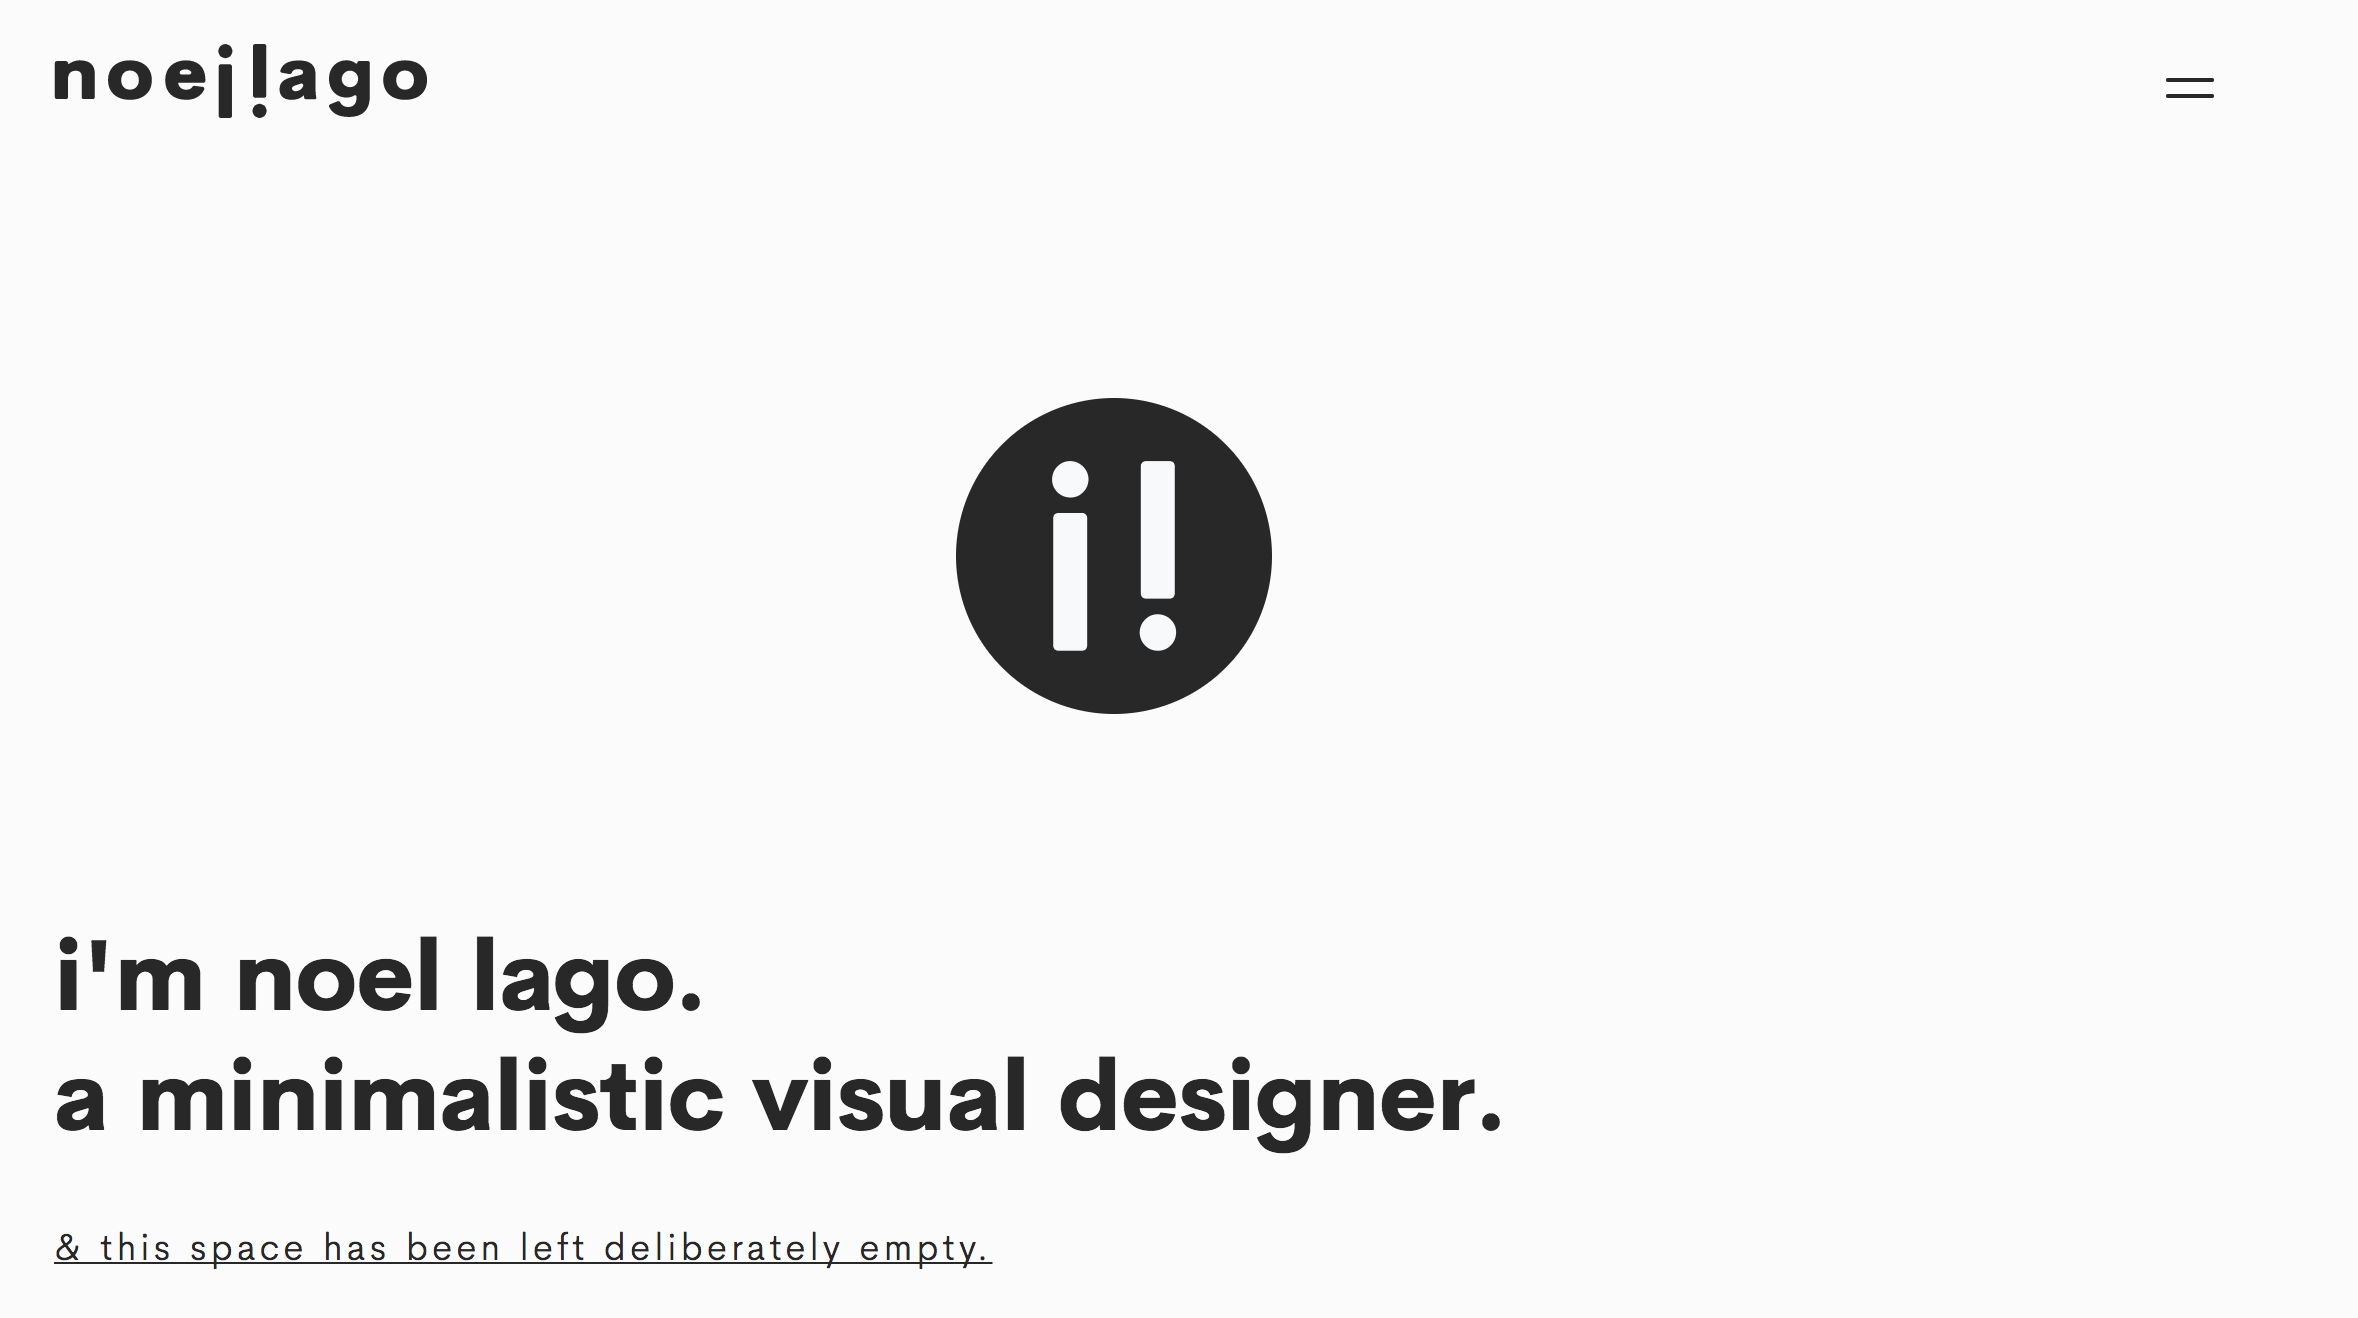 noei!ago
i!
i'm noel lago.
a minimalistic visual designer.
& this space has been left deliberately empty.